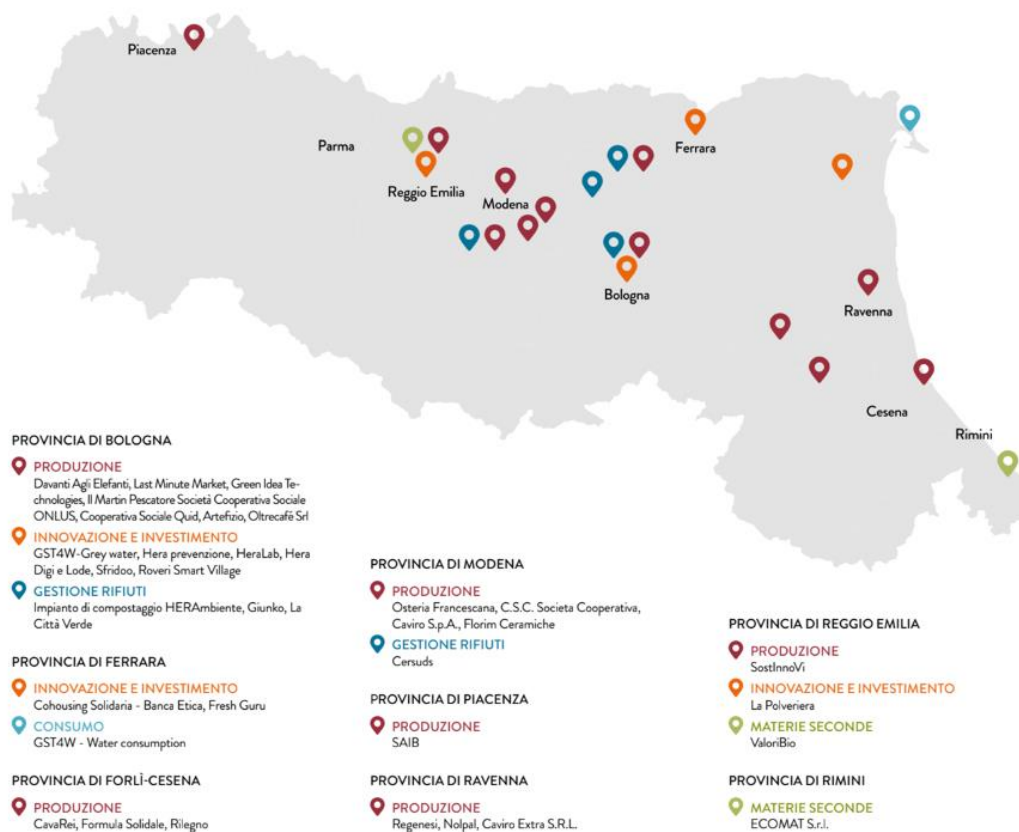 Piacenza
Parma
Reggio Emilia
Modena
Ferrara
Bologna
Ravenna
Cesena
Rimini
PROVINCIA DI BOLOGNA
PRODUZIONE
Davanti Agli Elefanti, Last Minute Market, Green Idea Te-
chnologies, Il Martin Pescatore Società Cooperativa Sociale
ONLUS, Cooperativa Sociale Quid, Artefizio, Oltrecafè Srl
INNOVAZIONE E INVESTIMENTO
GST4W-Grey water, Hera prevenzione, HeraLab, Hera
Digi e Lode, Sfridoo, Roveri Smart Village
GESTIONE RIFIUTI
Impianto di compostaggio HERAmbiente, Giunko, La
Città Verde
PROVINCIA DI FERRARA
INNOVAZIONE E INVESTIMENTO
Cohousing Solidaria - Banca Etica, Fresh Guru
CONSUMO
GST4W - Water consumption
PROVINCIA DI FORLÌ-CESENA
PRODUZIONE
CavaRei, Formula Solidale, Rilegno
PROVINCIA DI MODENA
PRODUZIONE
Osteria Francescana, C.S.C. Societa Cooperativa,
Caviro S.p.A., Florim Ceramiche
GESTIONE RIFIUTI
Cersuds
PROVINCIA DI PIACENZA
PRODUZIONE
SAIB
PROVINCIA DI RAVENNA
PRODUZIONE
Regenesi, Nolpal, Caviro Extra S.R.L.
PROVINCIA DI REGGIO EMILIA
PRODUZIONE
SostInnoVi
INNOVAZIONE E INVESTIMENTO
La Polveriera
MATERIE SECONDE
ValoriBio
PROVINCIA DI RIMINI
MATERIE SECONDE
ECOMAT S.r.l.